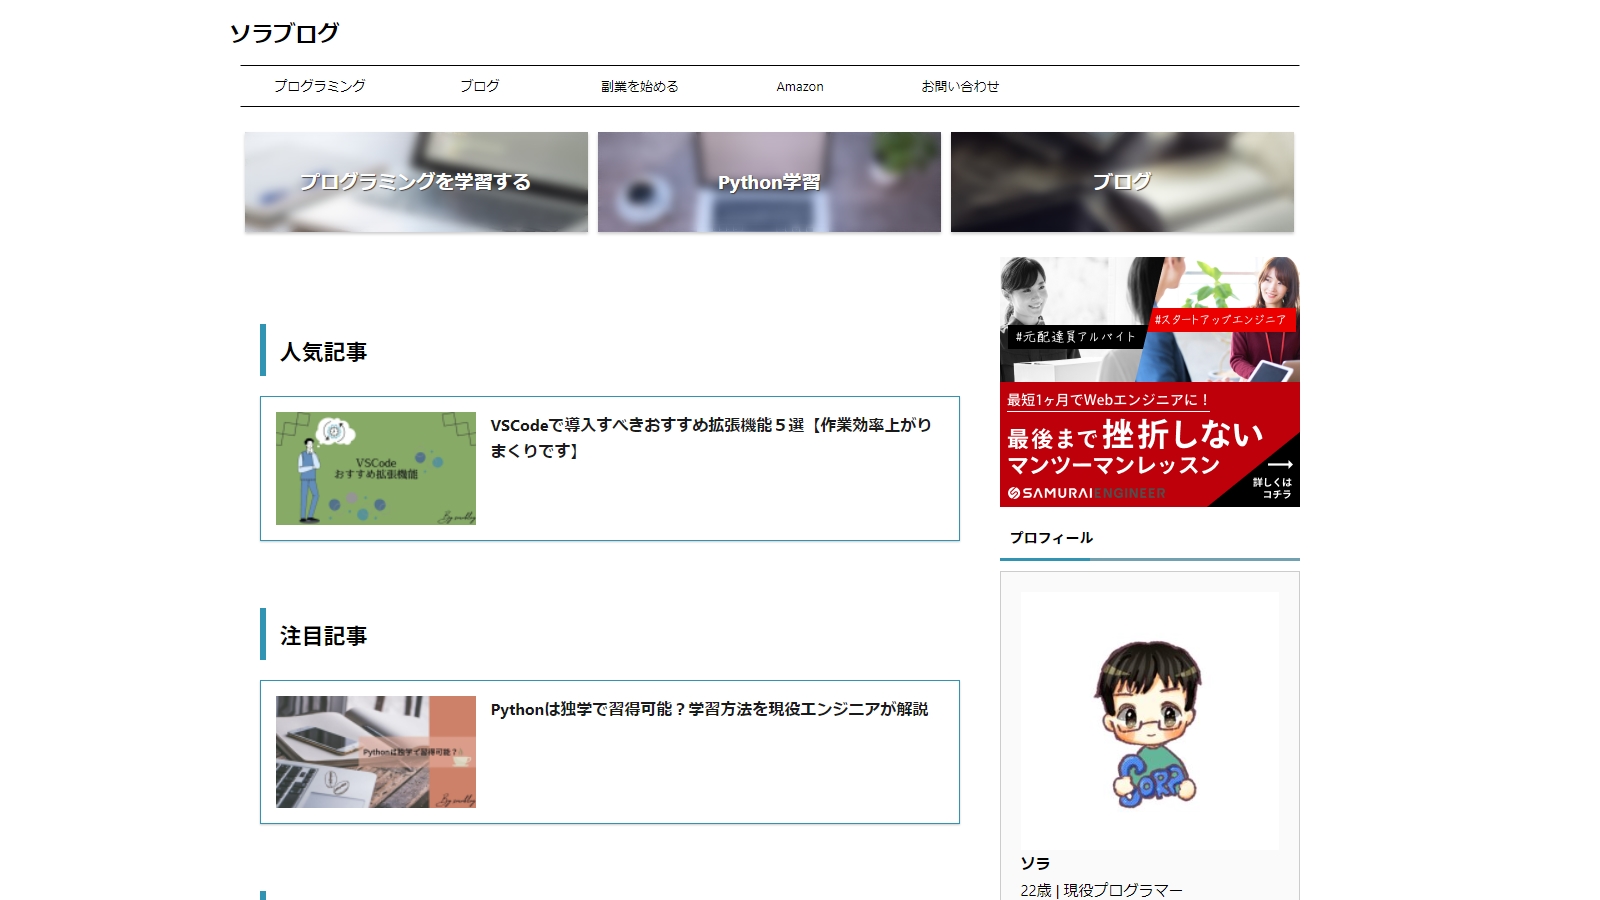 ソラブログ
プログラミング
ブログ
副業を始める
Amazon
お問い合わせ
プログラミングを学習する
Python学習
ブログ
#元配達員アルバイト
#スタートアップエンジニア
最短1ヶ月でWebエンジニアに！
最後まで挫折しない
マンツーマンレッスン
SAMURAI ENGINEER
詳しくは
コチラ
人気記事
VSCode
おすすめ拡張機能
VSCodeで導入すべきおすすめ拡張機能５選【作業効率上がり
まくりです】
プロフィール
注目記事
Pythonは独学で習得可能？
Pythonは独学で習得可能？学習方法を現役エンジニアが解説
SORA
ソラ
22歳 | 現役プログラマー